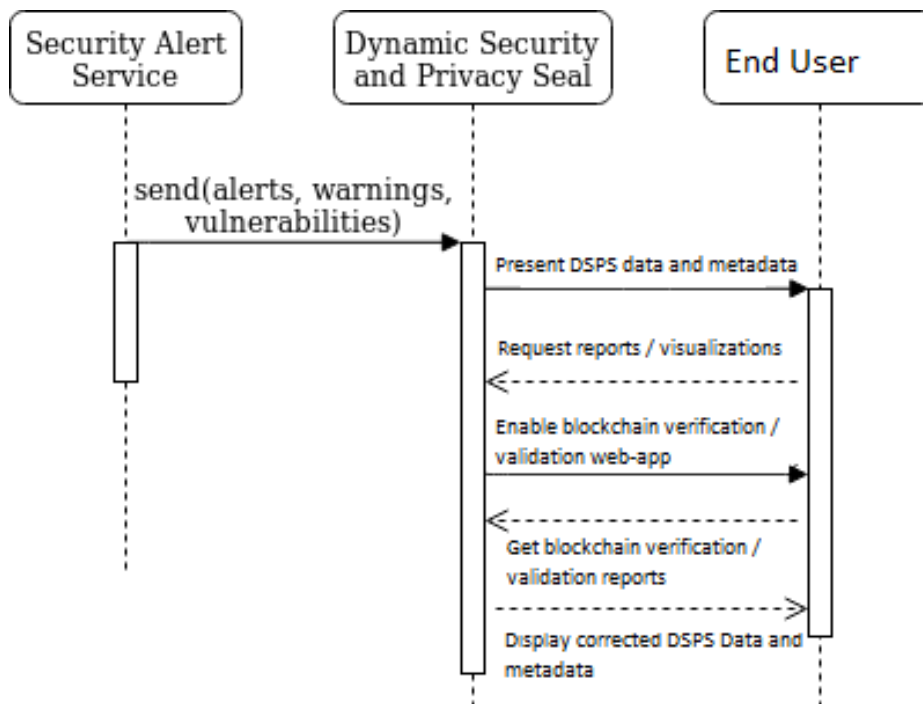 Security Alert
Service
Dynamic Security
and Privacy Seal
End User
send(alerts, warnings,
vulnerabilities)
Present DSPS data and metadata
Request reports / visualizations
Enable blockchain verification /
validation web-app
Get blockchain verification /
validation reports
Display corrected DSPS Data and
metadata